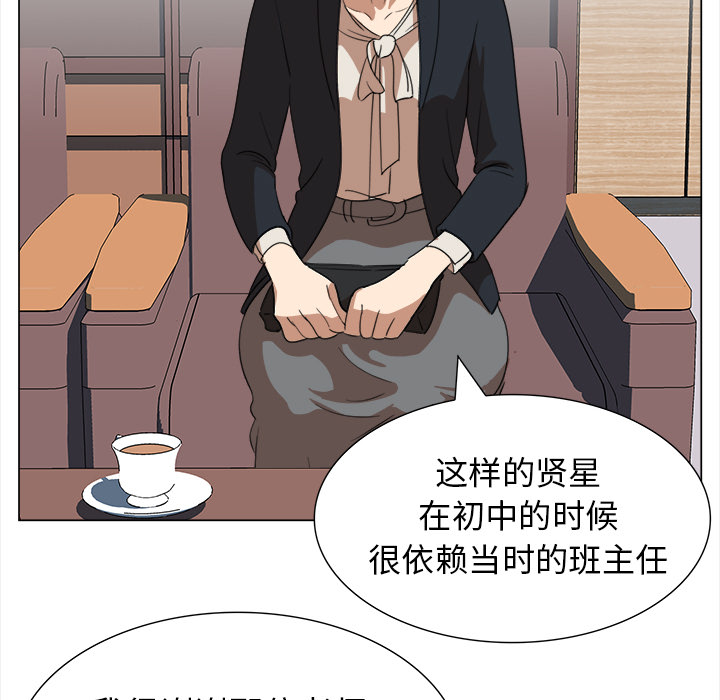 这样的贤星
在初中的时候
很依赖当时的班主任